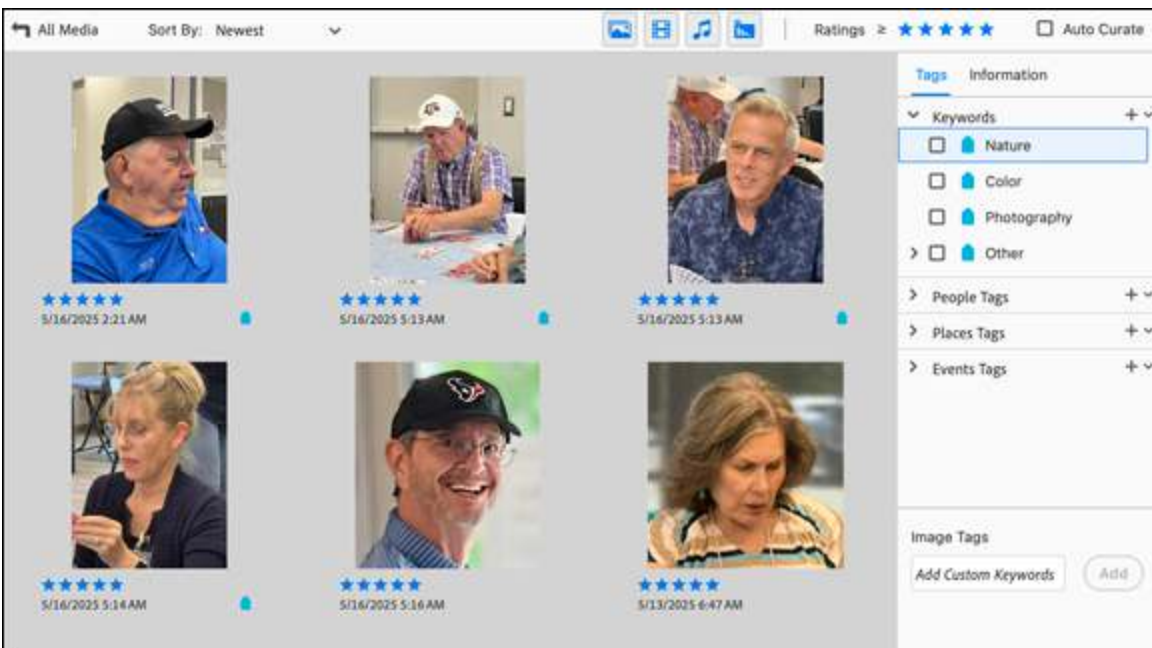 All Media Sort By: Newest Ratings ≥ Auto Curate
Tags Information
Keywords
Nature
Color
Photography
Other
People Tags
Places Tags
Events Tags
5/16/2025 2:21 AM
5/16/2025 5:13 AM
5/16/2025 5:13 AM
5/16/2025 5:14 AM
5/16/2025 5:16 AM
5/13/2025 6:47 AM
Image Tags
Add Custom Keywords Add